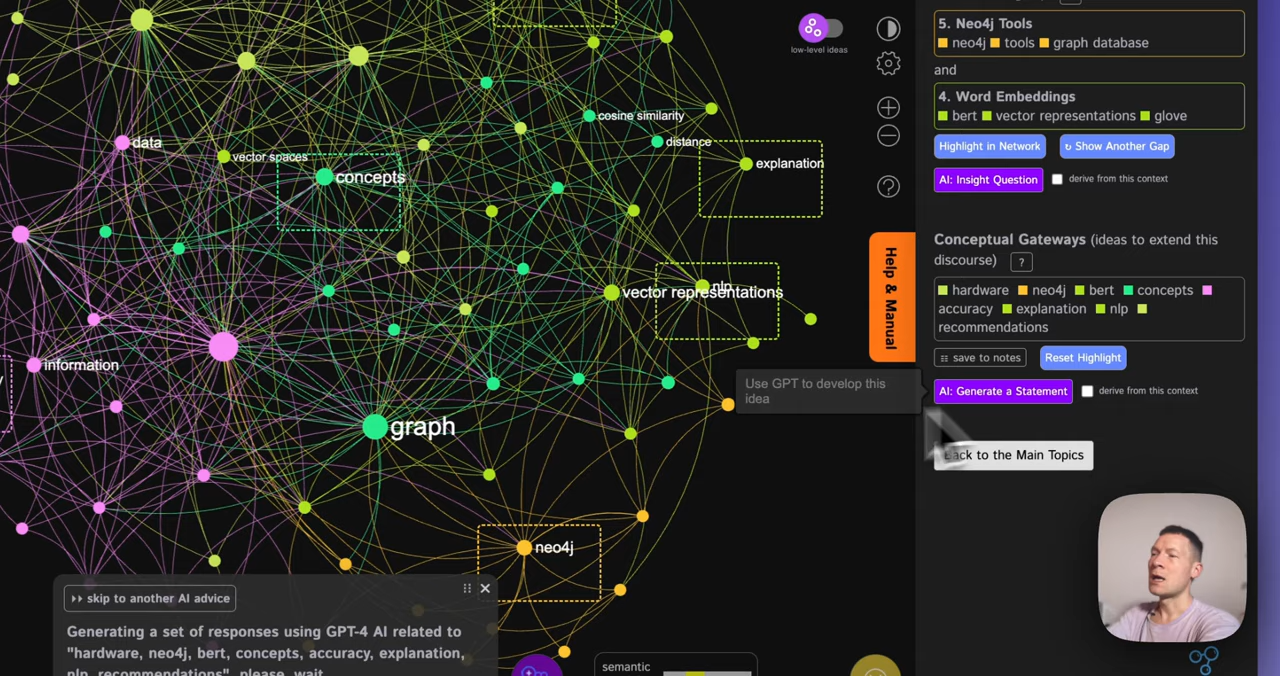 low-level ideas
data
vector spaces
concepts
cosine similarity
distance
explanation
nlp
vector representations
information
graph
neo4j
Help & Manual
Use GPT to develop this
idea
skip to another AI advice
Generating a set of responses using GPT-4 AI related to
"hardware, neo4j, bert, concepts, accuracy, explanation,
nlp, recommendations", please, wait
semantic
5. Neo4j Tools
neo4j tools graph database
and
4. Word Embeddings
bert vector representations glove
Highlight in Network
↻ Show Another Gap
AI: Insight Question
derive from this context
Conceptual Gateways (ideas to extend this
discourse) ?
hardware neo4j bert concepts
accuracy explanation nlp
recommendations
save to notes
Reset Highlight
AI: Generate a Statement
derive from this context
Back to the Main Topics